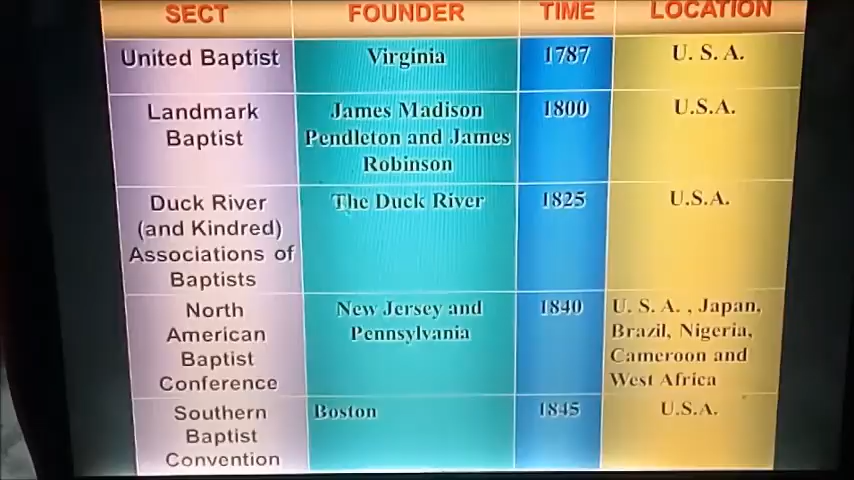 SECT FOUNDER TIME LOCATION
United Baptist Virginia 1787 U. S. A.
Landmark James Madison 1800 U.S.A.
Baptist Pendleton and James
Robinson
Duck River The Duck River 1825 U.S.A.
(and Kindred)
Associations of
Baptists
North New Jersey and 1840 U. S. A. , Japan,
American Pennsylvania Brazil, Nigeria,
Baptist Cameroon and
Conference West Africa
Southern Boston 1845 U.S.A.
Baptist
Convention